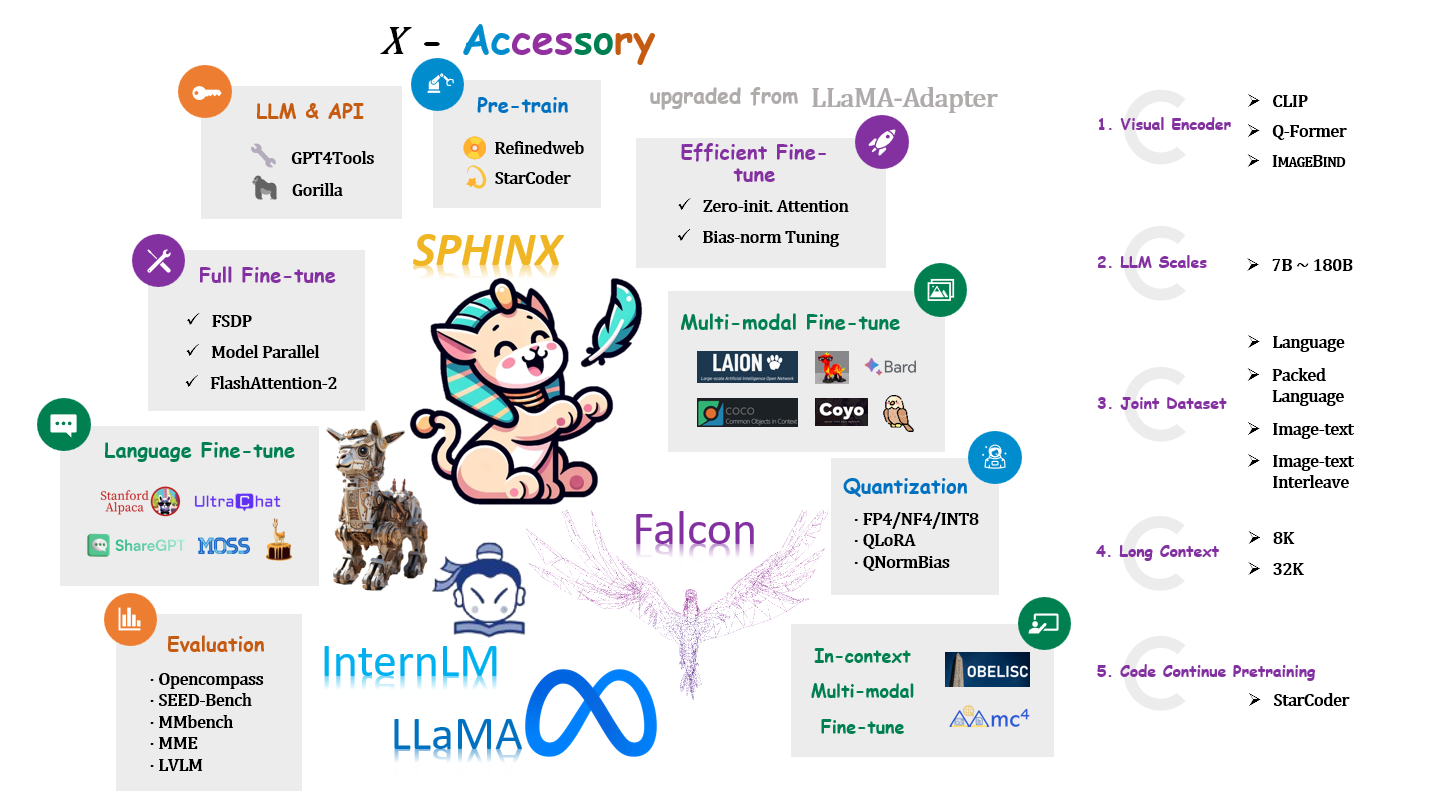 X - Accessory
upgraded from LLaMA-Adapter
LLM & API
GPT4Tools
Gorilla
Pre-train
Refinedweb
StarCoder
Efficient Fine-
tune
✓ Zero-init. Attention
✓ Bias-norm Tuning
SPHINX
Full Fine-tune
✓ FSDP
✓ Model Parallel
✓ FlashAttention-2
Multi-modal Fine-tune
LAION
Large-scale Artificial Intelligence Open Network
Bard
coco
Common Objects in Context
Coyo
Language Fine-tune
Stanford
Alpaca
UltraChat
ShareGPT
MOSS
Quantization
· FP4/NF4/INT8
· QLoRA
· QNormBias
Falcon
Evaluation
· Opencompass
· SEED-Bench
· MMbench
· MME
· LVLM
InternLM
LLaMA
In-context
Multi-modal
Fine-tune
OBELISC
mc4
1. Visual Encoder
➢ CLIP
➢ Q-Former
➢ IMAGEBIND
2. LLM Scales
➢ 7B ~ 180B
3. Joint Dataset
➢ Language
➢ Packed
Language
➢ Image-text
➢ Image-text
Interleave
4. Long Context
➢ 8K
➢ 32K
5. Code Continue Pretraining
➢ StarCoder